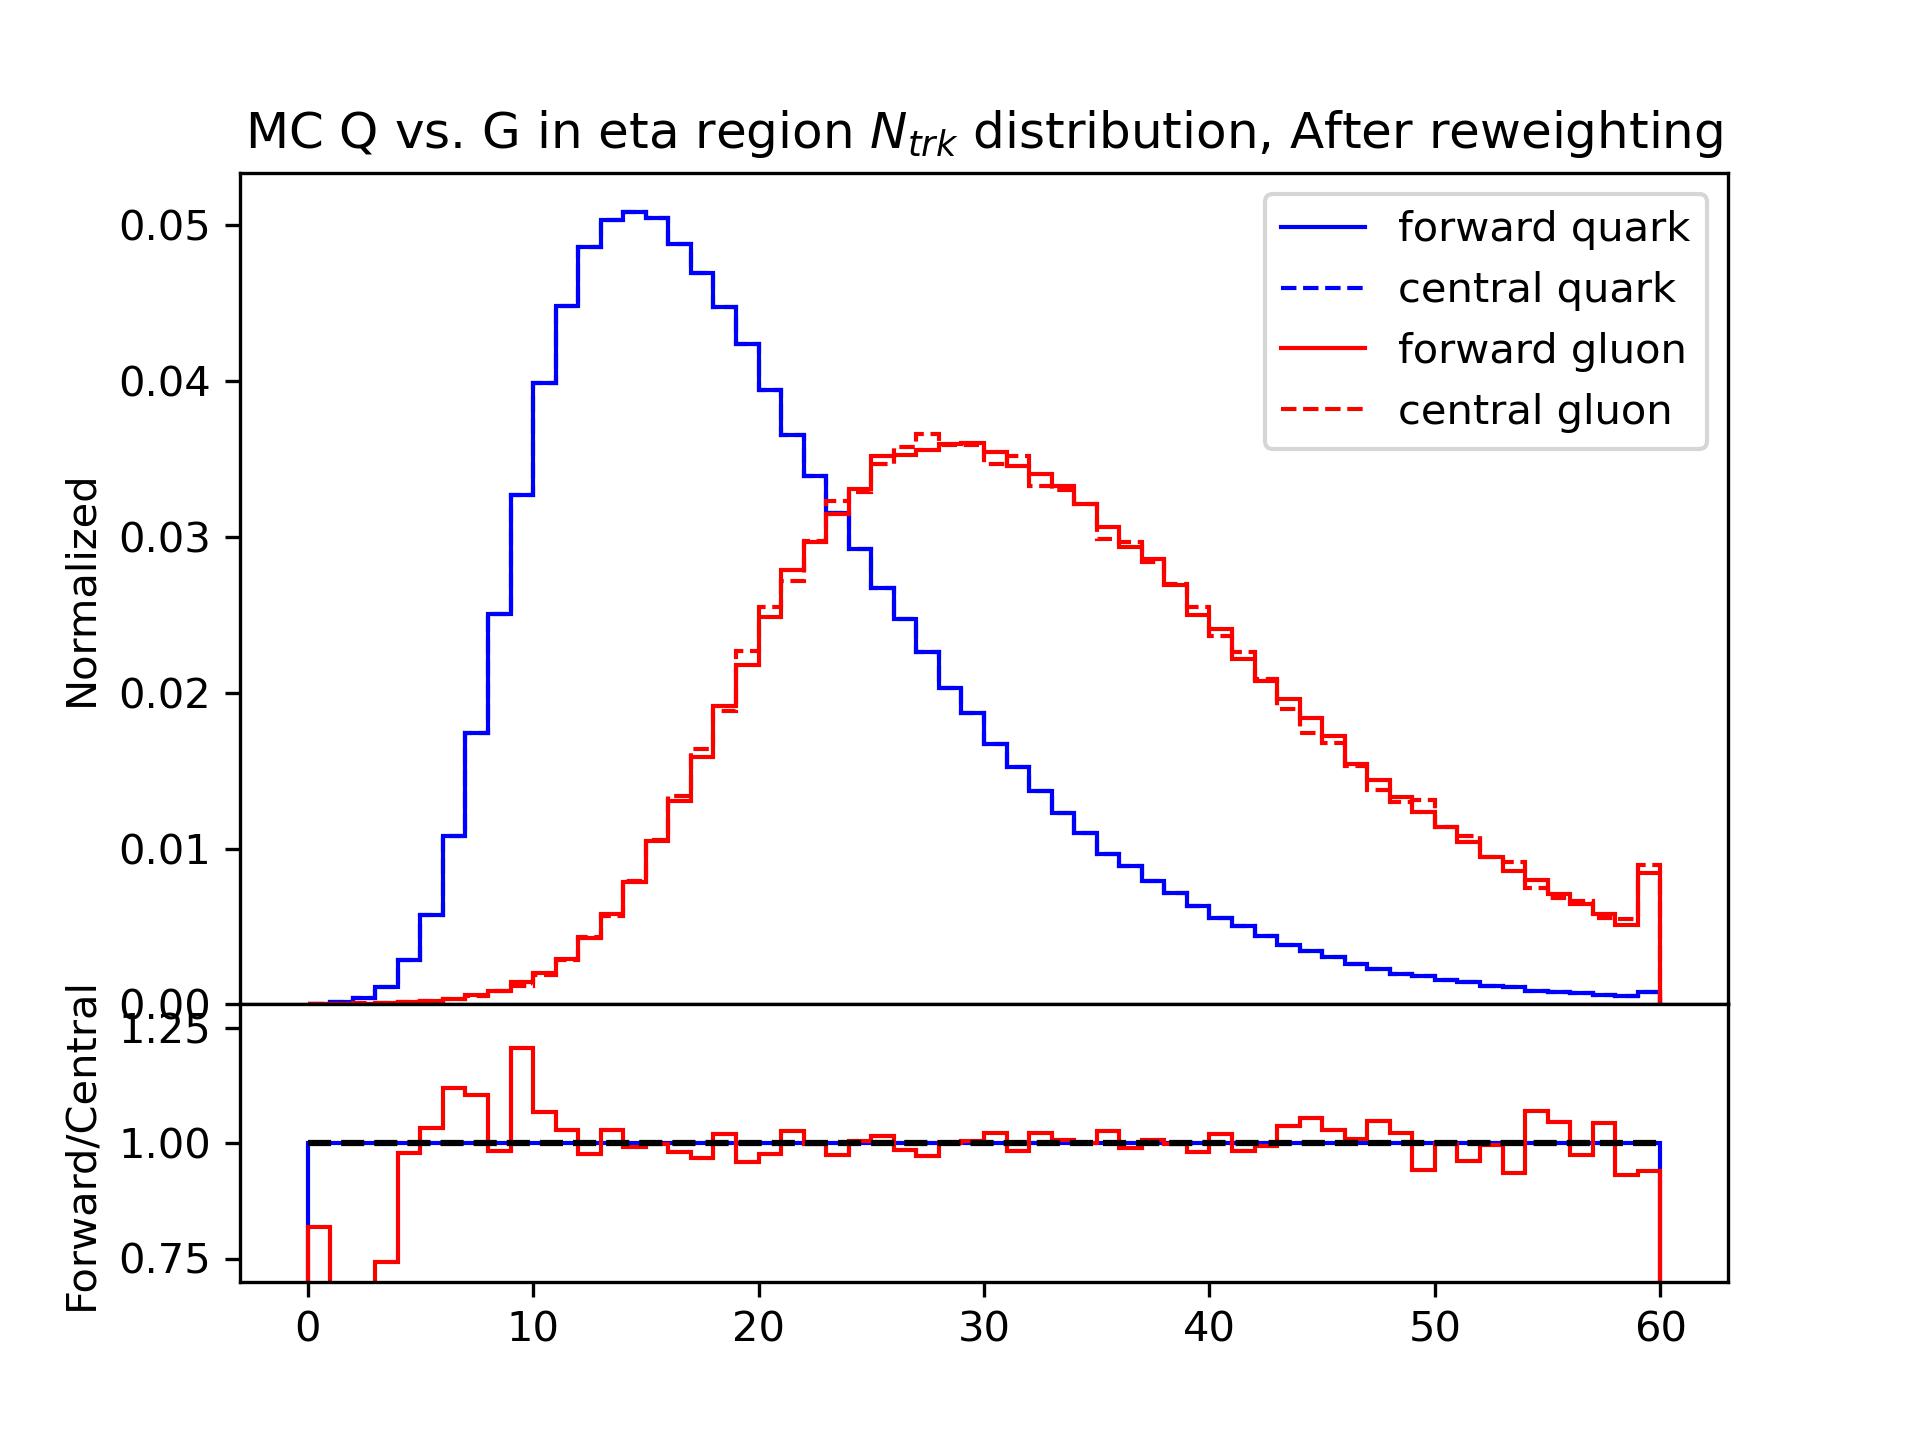 MC Q vs. G in eta region N_trk distribution, After reweighting
forward quark
central quark
forward gluon
central gluon
Normalized
0.05
0.04
0.03
0.02
0.01
0.00
Forward/Central
1.25
1.00
0.75
0 10 20 30 40 50 60